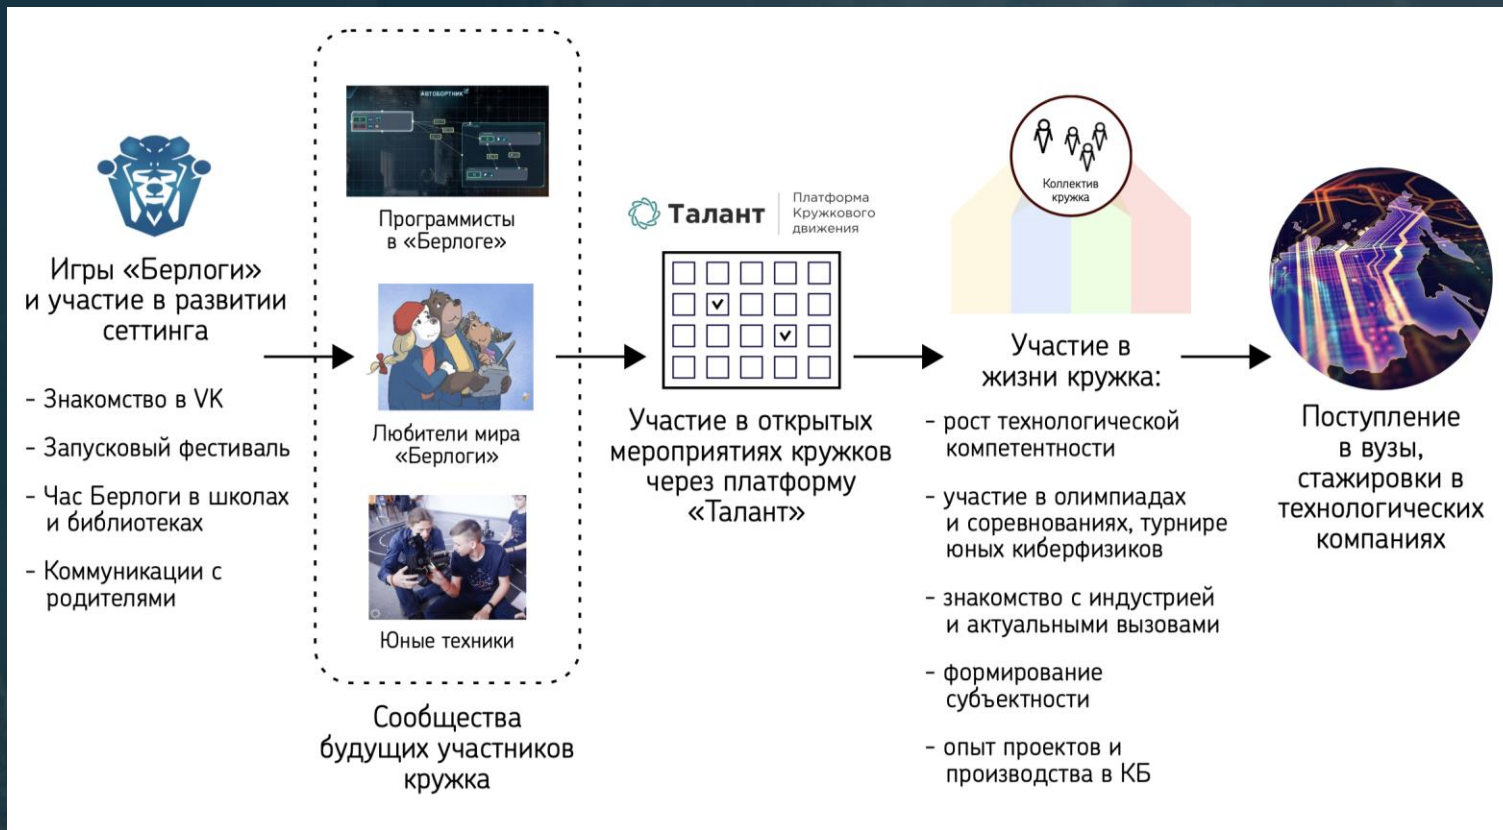 Игры «Берлоги»
и участие в развитии
сеттинга
- Знакомство в VK
- Запусковый фестиваль
- Час Берлоги в школах
и библиотеках
- Коммуникации с
родителями
АВТОБОРТНИК
Программисты
в «Берлоге»
Любители мира
«Берлоги»
Юные техники
Сообщества
будущих участников
кружка
Талант
Платформа
Кружкового
движения
Участие в открытых
мероприятиях кружков
через платформу
«Талант»
Коллектив
кружка
Участие в
жизни кружка:
- рост технологической
компетентности
- участие в олимпиадах
и соревнованиях, турнире
юных киберфизиков
- знакомство с индустрией
и актуальными вызовами
- формирование
субъектности
- опыт проектов и
производства в КБ
Поступление
в вузы,
стажировки в
технологических
компаниях